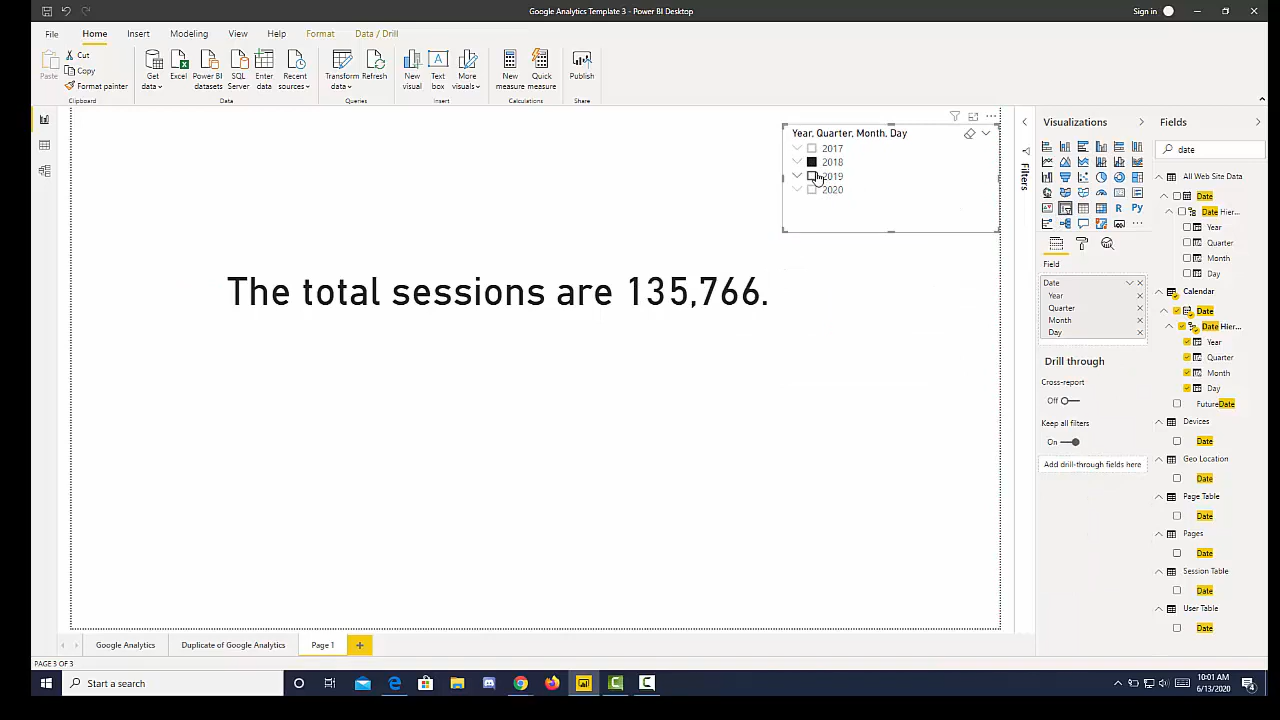 Google Analytics Template 3 - Power BI Desktop
Sign in
File
Home
Insert
Modeling
View
Help
Format
Data / Drill
Paste
Cut
Copy
Format painter
Clipboard
Get data
Excel
Power BI datasets
SQL Server
Enter data
Recent sources
Data
Transform data
Refresh
Queries
New visual
Text box
More visuals
Insert
New measure
Quick measure
Calculations
Publish
Share
Year, Quarter, Month, Day
2017
2018
2019
2020
The total sessions are 135,766.
Filters
Visualizations
R
Py
Field
Date
Year
Quarter
Month
Day
Drill through
Cross-report
Off
Keep all filters
On
Add drill-through fields here
Fields
date
All Web Site Data
Date
Date Hier...
Year
Quarter
Month
Day
Calendar
Date
Date Hier...
Year
Quarter
Month
Day
FutureDate
Devices
Date
Geo Location
Date
Page Table
Date
Pages
Date
Session Table
Date
User Table
Date
Google Analytics
Duplicate of Google Analytics
Page 1
PAGE 3 OF 3
Start a search
10:01 AM
6/13/2020